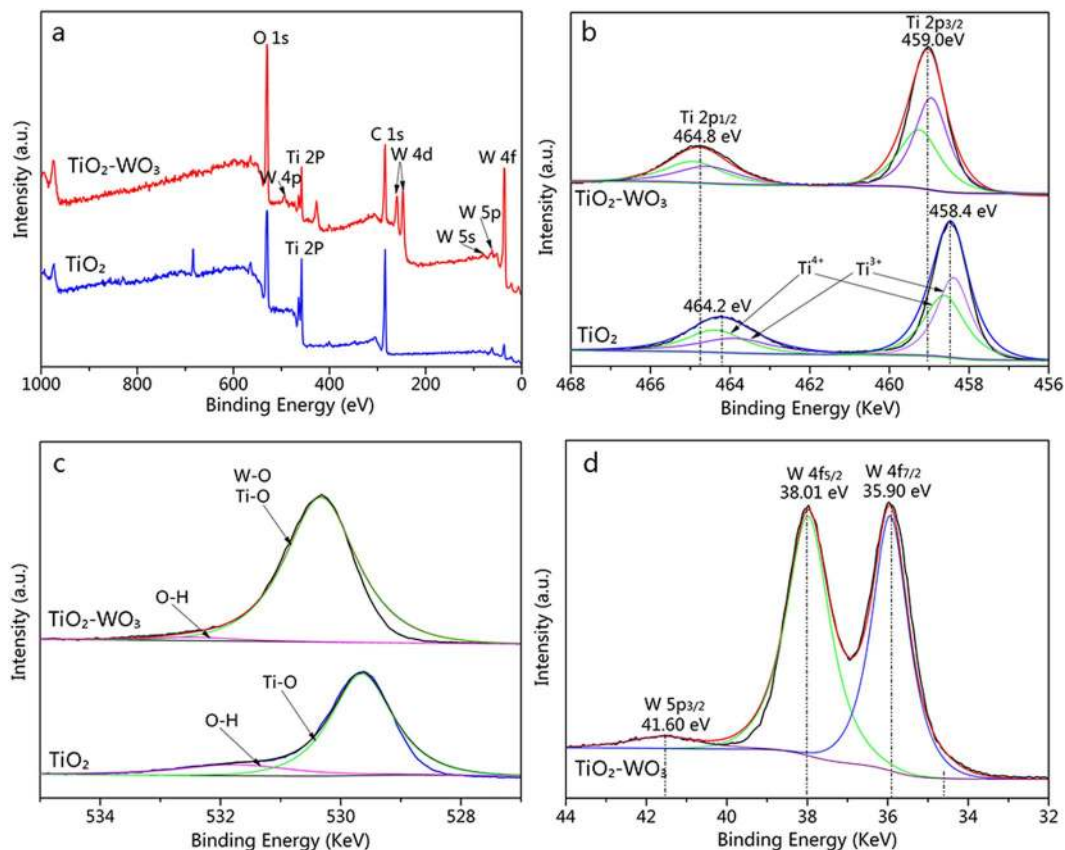 a
O 1s
TiO₂-WO₃
W 4p
Ti 2P
C 1s
W 4d
W 4f
W 5p
W 5s
TiO₂
Ti 2P
Intensity (a.u.)
1000 800 600 400 200 0
Binding Energy (eV)
b
Ti 2p₃/₂
459.0eV
Ti 2p₁/₂
464.8 eV
TiO₂-WO₃
458.4 eV
Ti⁴⁺
Ti³⁺
464.2 eV
TiO₂
Intensity (a.u.)
468 466 464 462 460 458 456
Binding Energy (KeV)
c
W-O
Ti-O
O-H
TiO₂-WO₃
Ti-O
O-H
TiO₂
Intensity (a.u.)
534 532 530 528
Binding Energy (KeV)
d
W 4f₅/₂
38.01 eV
W 4f₇/₂
35.90 eV
W 5p₃/₂
41.60 eV
TiO₂-WO₃
Intensity (a.u.)
44 42 40 38 36 34 32
Binding Energy (KeV)